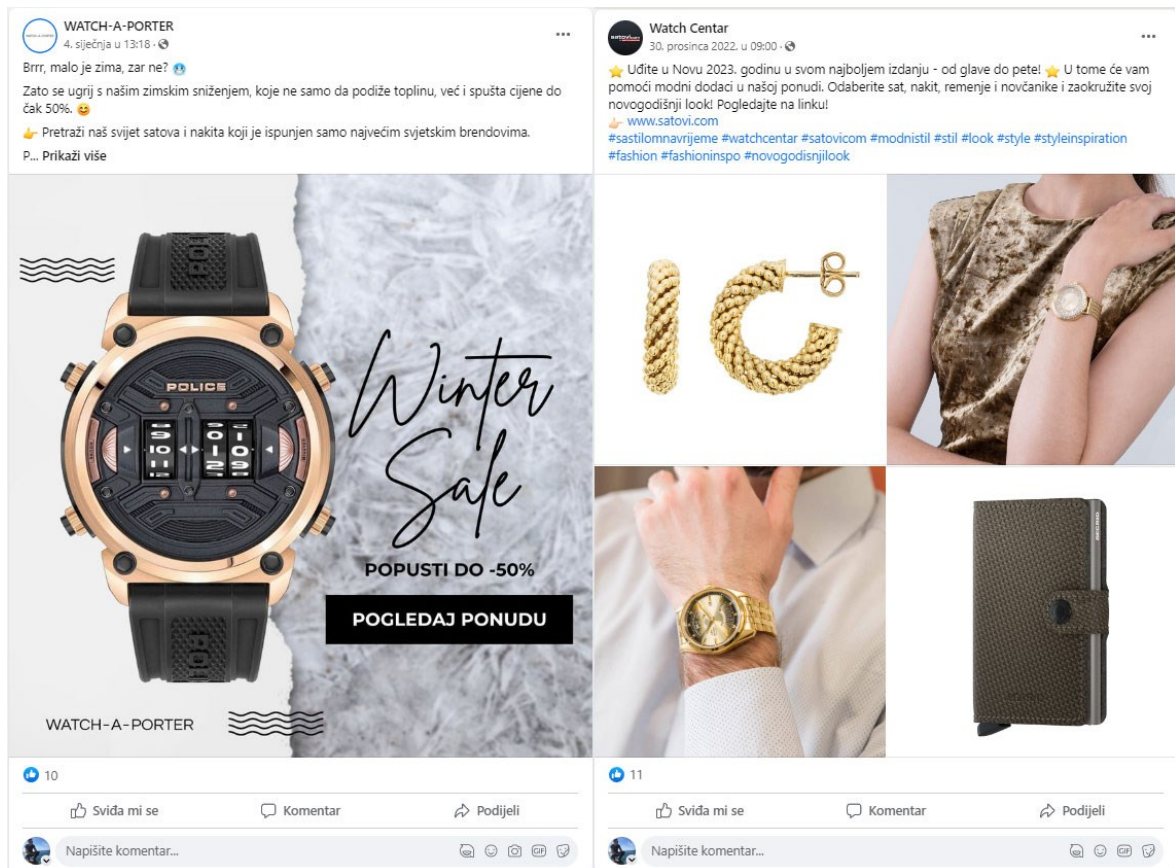 WATCH-A-PORTER
4. siječnja u 13:18 ·
Brrr, malo je zima, zar ne? 🥶
Zato se ugrij s našim zimskim sniženjem, koje ne samo da podiže toplinu, već i spušta cijene do
čak 50%. 😊
👉 Pretraži naš svijet satova i nakita koji je ispunjen samo najvećim svjetskim brendovima.
P... Prikaži više
POLICE
Winter
Sale
POPUSTI DO -50%
POGLEDAJ PONUDU
WATCH-A-PORTER
10
Sviđa mi se
Komentar
Podijeli
Napišite komentar...
GIF
Watch Centar
30. prosinca 2022. u 09:00 ·
⭐ Uđite u Novu 2023. godinu u svom najboljem izdanju - od glave do pete! ⭐ U tome će vam
pomoći modni dodaci u našoj ponudi. Odaberite sat, nakit, remenje i novčanike i zaokružite svoj
novogodišnji look! Pogledajte na linku!
👉🏻 www.satovi.com
#sastilomnavrijeme #watchcentar #satovicom #modnistil #stil #look #style #styleinspiration
#fashion #fashioninspo #novogodisnjilook
11
Sviđa mi se
Komentar
Podijeli
Napišite komentar...
GIF